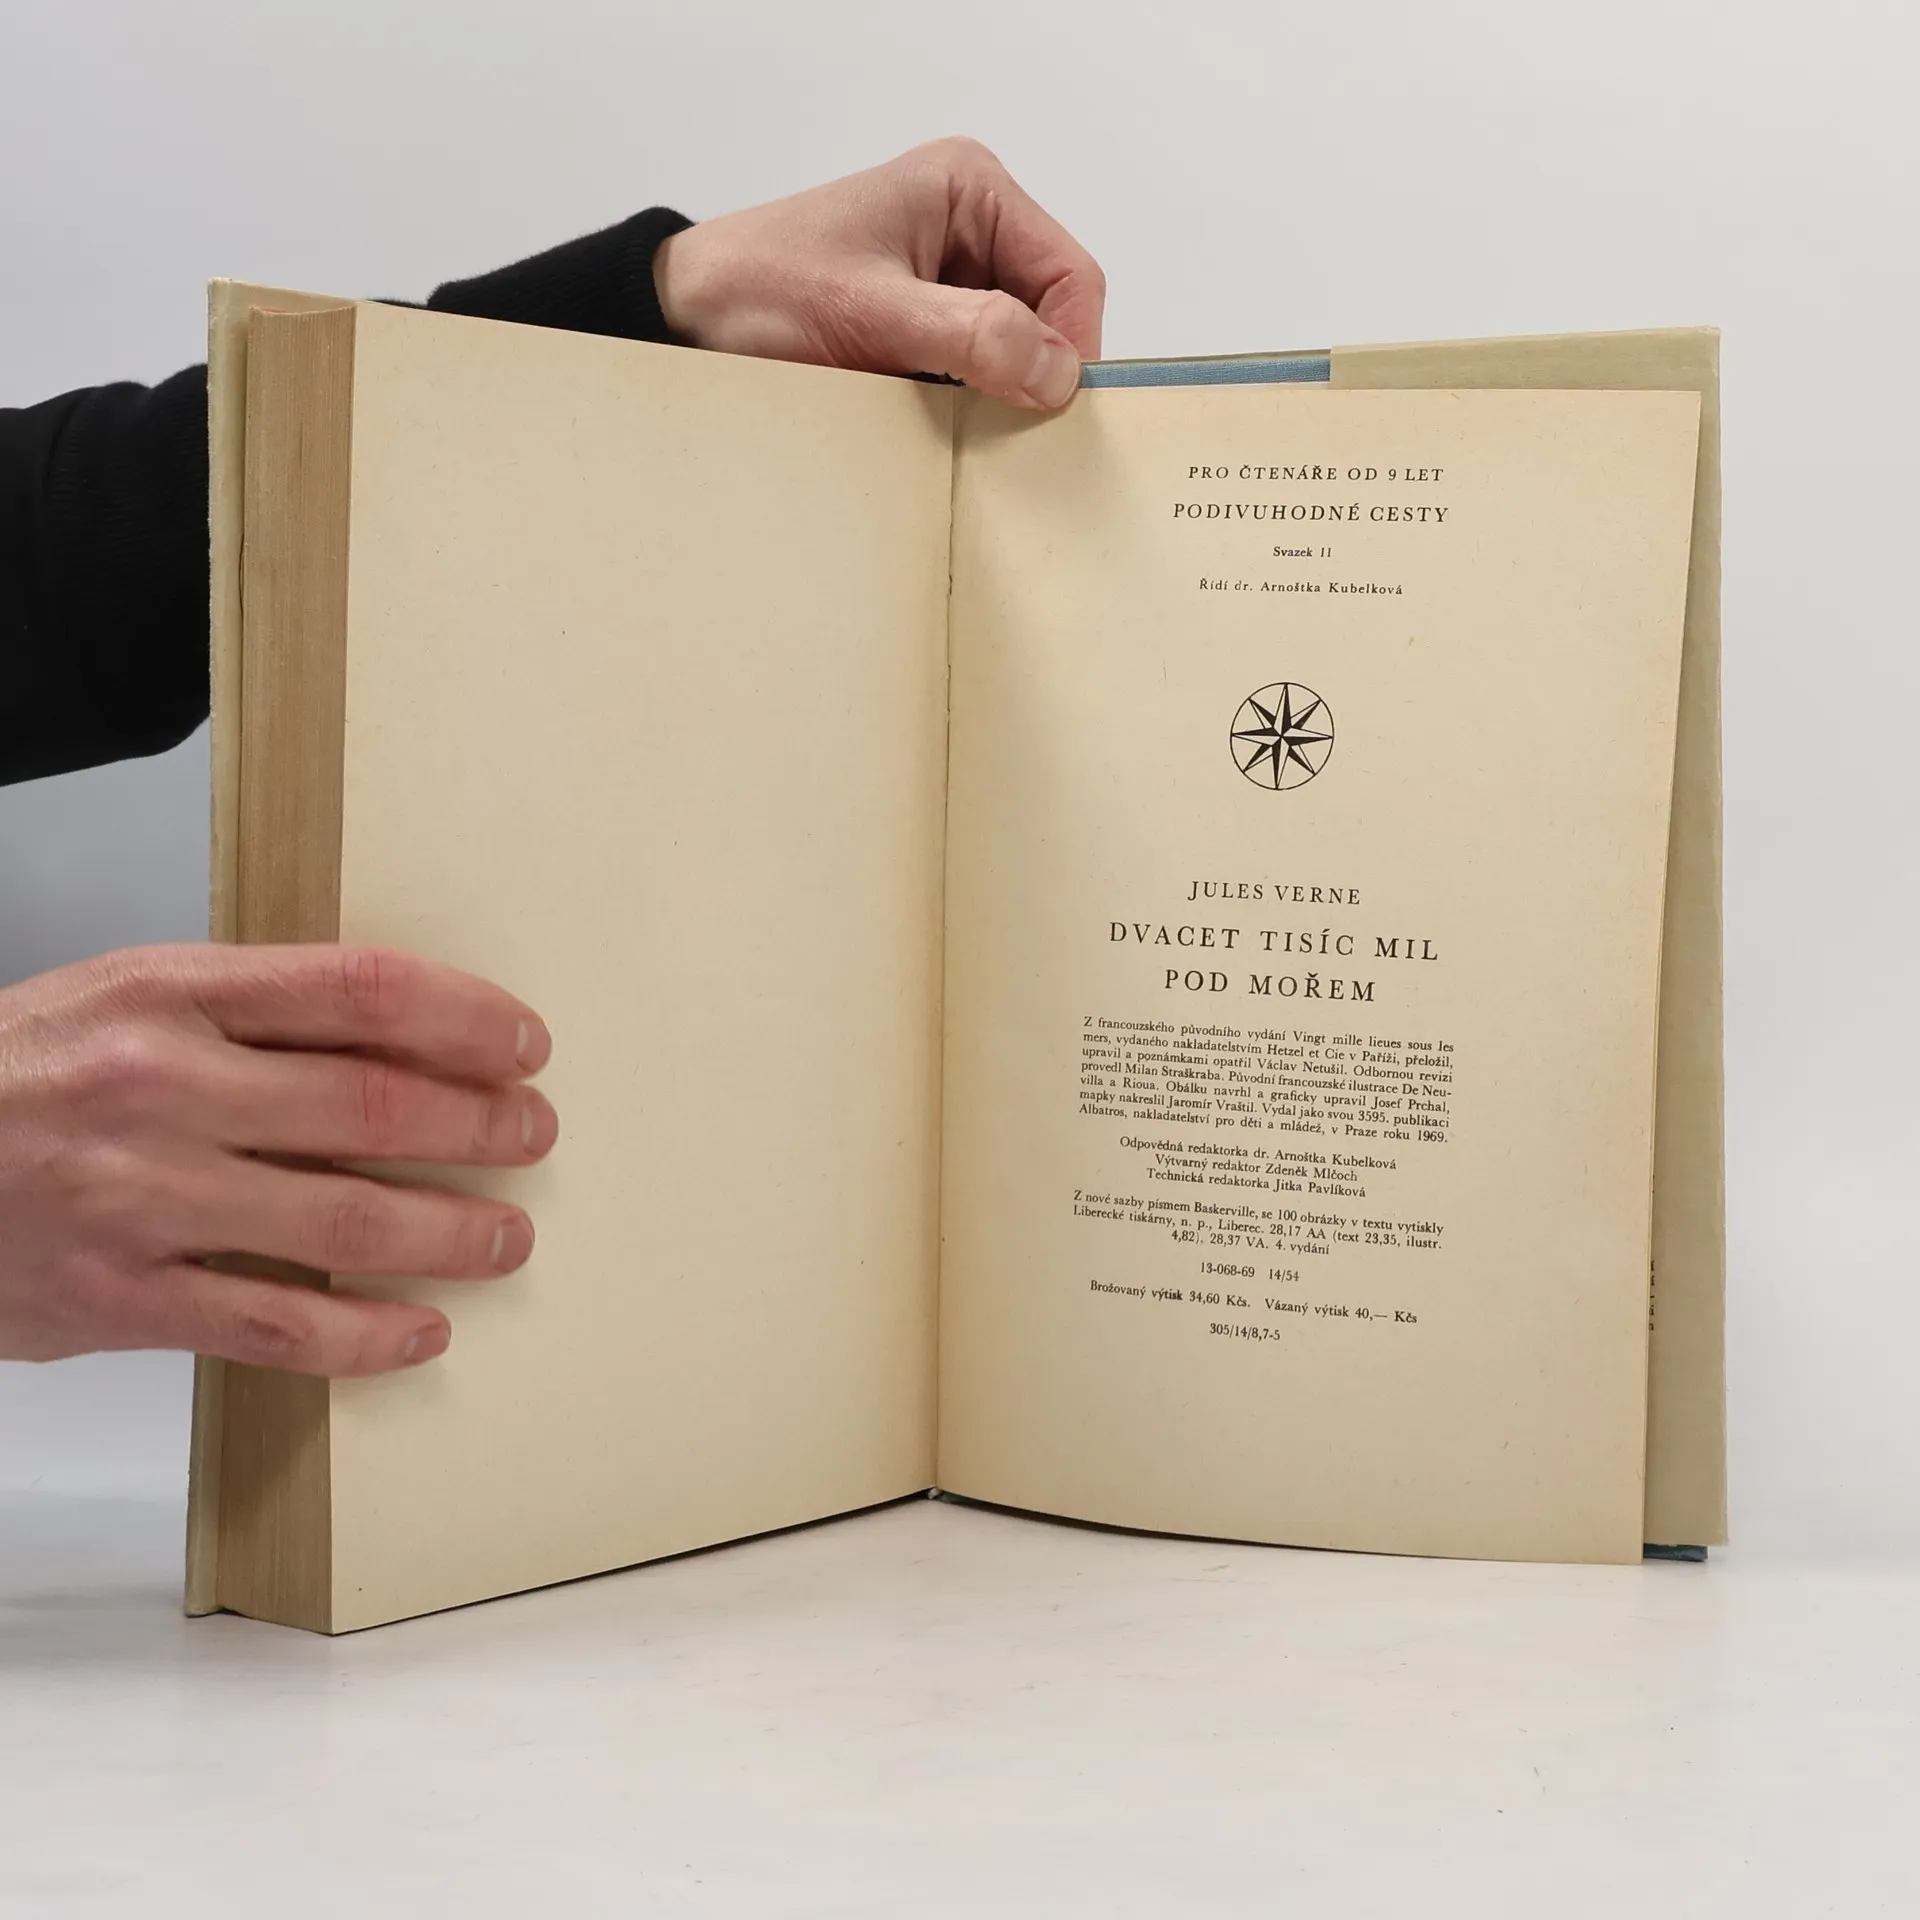 PRO ČTENÁŘE OD 9 LET
PODIVUHODNÉ CESTY
Svazek 11
Řídí dr. Arnoštka Kubelková
JULES VERNE
DVACET TISÍC MIL
POD MOŘEM
Z francouzského původního vydání Vingt mille lieues sous les
mers, vydaného nakladatelstvím Hetzel et Cie v Paříži, přeložil,
upravil a poznámkami opatřil Václav Netušil. Odbornou revizi
provedl Milan Straškraba. Původní francouzské ilustrace De Neu-
villa a Rioua. Obálku navrhl a graficky upravil Josef Prchal,
mapky nakreslil Jaromír Vraštil. Vydal jako svou 3595. publikaci
Albatros, nakladatelství pro děti a mládež, v Praze roku 1969.
Odpovědná redaktorka dr. Arnoštka Kubelková
Výtvarný redaktor Zdeněk Mlčoch
Technická redaktorka Jitka Pavlíková
Z nové sazby písmem Baskerville, se 100 obrázky v textu vytiskly
Liberecké tiskárny, n. p., Liberec. 28,17 AA (text 23,35, ilustr.
4,82), 28,37 VA. 4. vydání
13-068-69 14/54
Brožovaný výtisk 34,60 Kčs. Vázaný výtisk 40,— Kčs
305/14/8,7-5